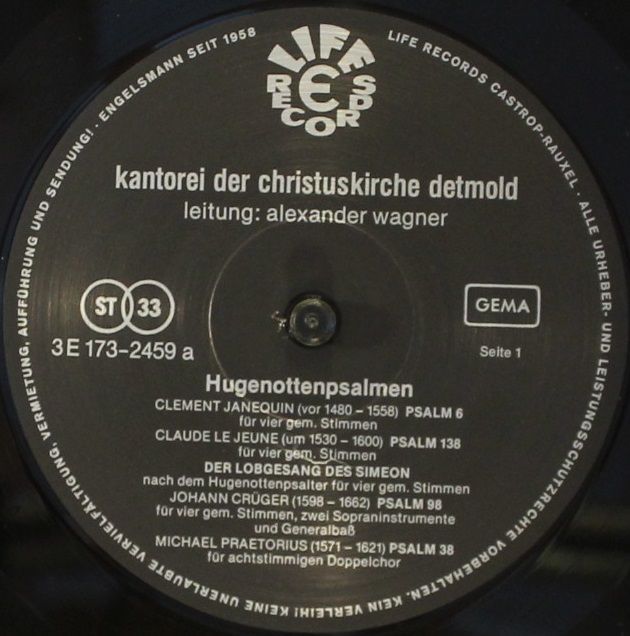 LIFE RECORDS
E
ENGELSMANN SEIT 1958
LIFE RECORDS CASTROP-RAUXEL · ALLE URHEBER- UND LEISTUNGSSCHUTZRECHTE VORBEHALTEN. KEIN VERLEIH! KEINE UNERLAUBTE VERVIELFÄLTIGUNG, VERMIETUNG, AUFFÜHRUNG UND SENDUNG! ·
kantorei der christuskirche detmold
leitung: alexander wagner
ST 33
GEMA
3 E 173-2459 a
Seite 1
Hugenottenpsalmen
CLEMENT JANEQUIN (vor 1480 – 1558) PSALM 6
für vier gem. Stimmen
CLAUDE LE JEUNE (um 1530 – 1600) PSALM 138
für vier gem. Stimmen
DER LOBGESANG DES SIMEON
nach dem Hugenottenpsalter für vier gem. Stimmen
JOHANN CRÜGER (1598 – 1662) PSALM 98
für vier gem. Stimmen, zwei Sopraninstrumente
und Generalbaß
MICHAEL PRAETORIUS (1571 – 1621) PSALM 38
für achtstimmigen Doppelchor